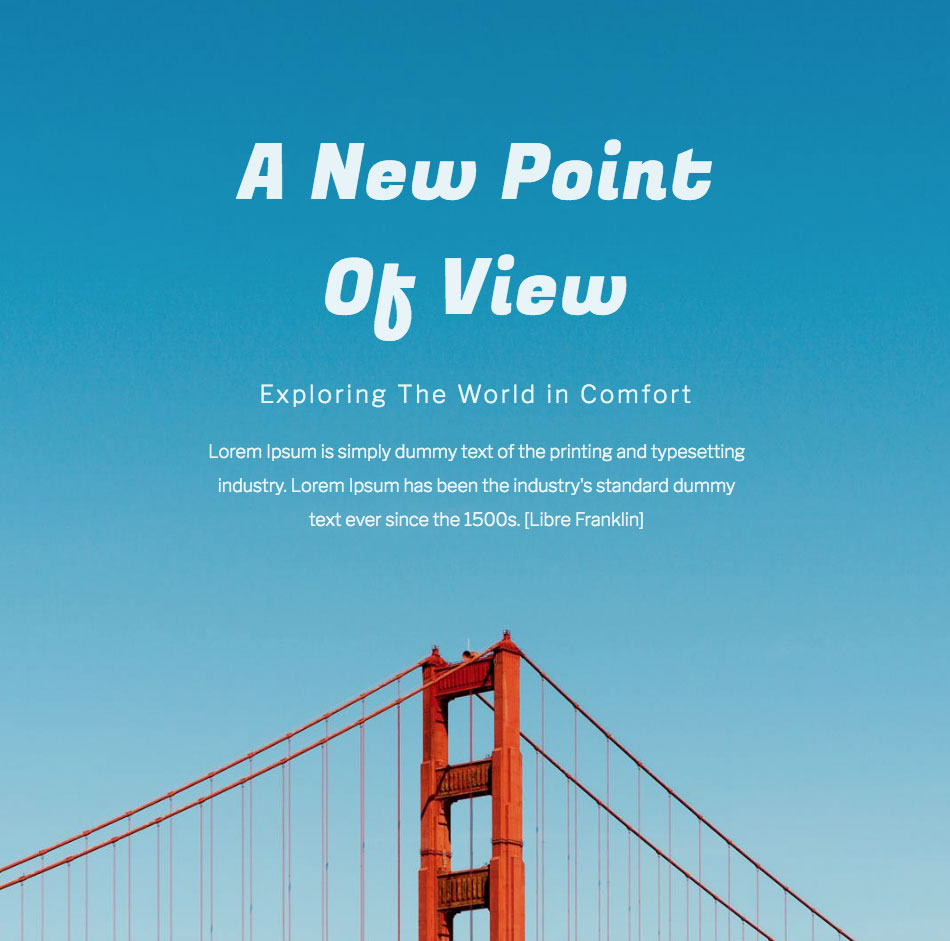 A New Point
Of View
Exploring The World in Comfort
Lorem Ipsum is simply dummy text of the printing and typesetting
industry. Lorem Ipsum has been the industry's standard dummy
text ever since the 1500s. [Libre Franklin]